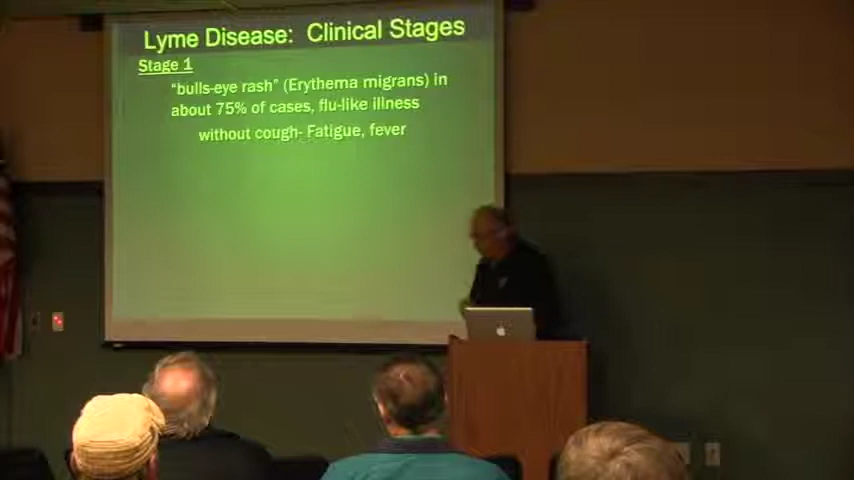 Lyme Disease: Clinical Stages
Stage 1
"bulls-eye rash" (Erythema migrans) in
about 75% of cases, flu-like illness
without cough- Fatigue, fever